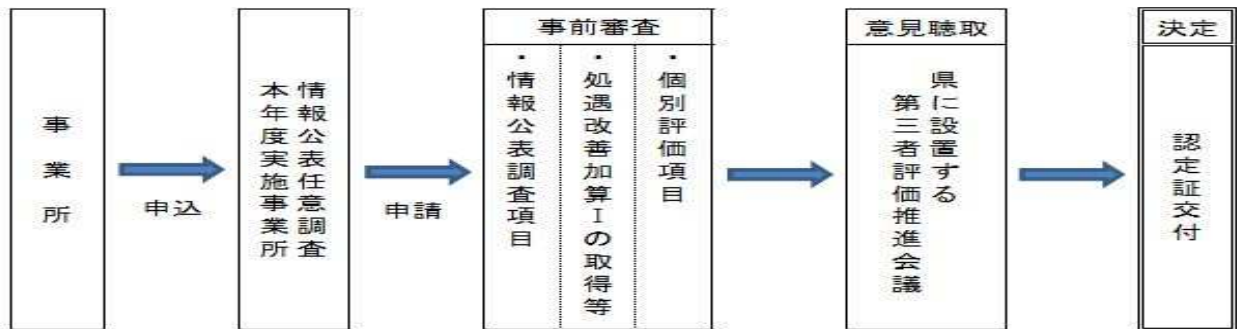 事業所
申込
情報公表任意調査
本年度実施事業所
申請
事前審査
・個別評価項目
・処遇改善加算Ⅰの取得等
・情報公表調査項目
意見聴取
県に設置する
第三者評価推進会議
決定
認定証交付